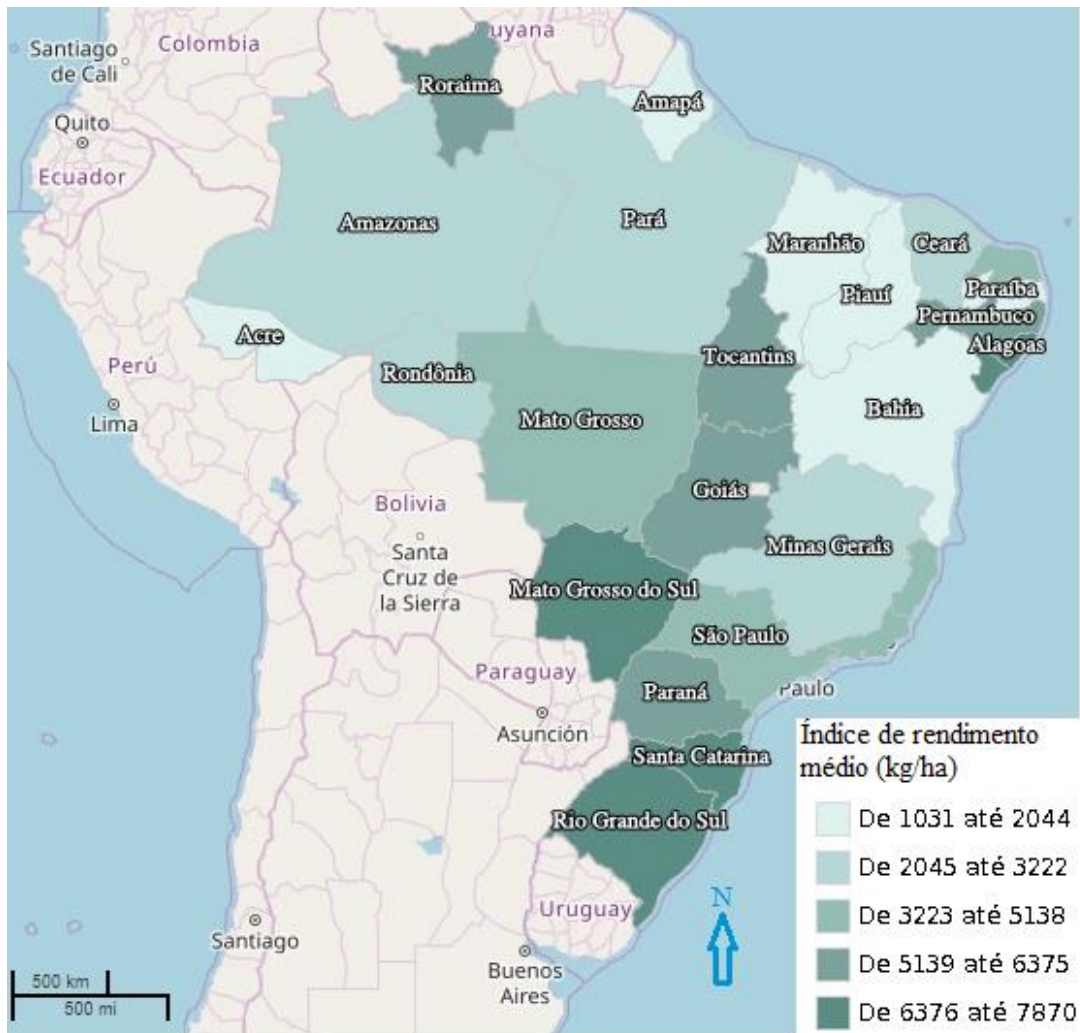 Colombia
Guyana
Santiago
de Cali
Roraima
Amapá
Quito
Ecuador
Amazonas
Pará
Maranhão
Ceará
Piauí
Paraíba
Pernambuco
Acre
Alagoas
Perú
Rondônia
Tocantins
Lima
Mato Grosso
Bahia
Goiás
Bolivia
Santa
Cruz de
la Sierra
Minas Gerais
Mato Grosso do Sul
São Paulo
Paraguay
Paraná
Paulo
Asunción
Santa Catarina
Rio Grande do Sul
Uruguay
Santiago
Buenos
Aires
N
500 km
500 mi
Índice de rendimento
médio (kg/ha)
De 1031 até 2044
De 2045 até 3222
De 3223 até 5138
De 5139 até 6375
De 6376 até 7870